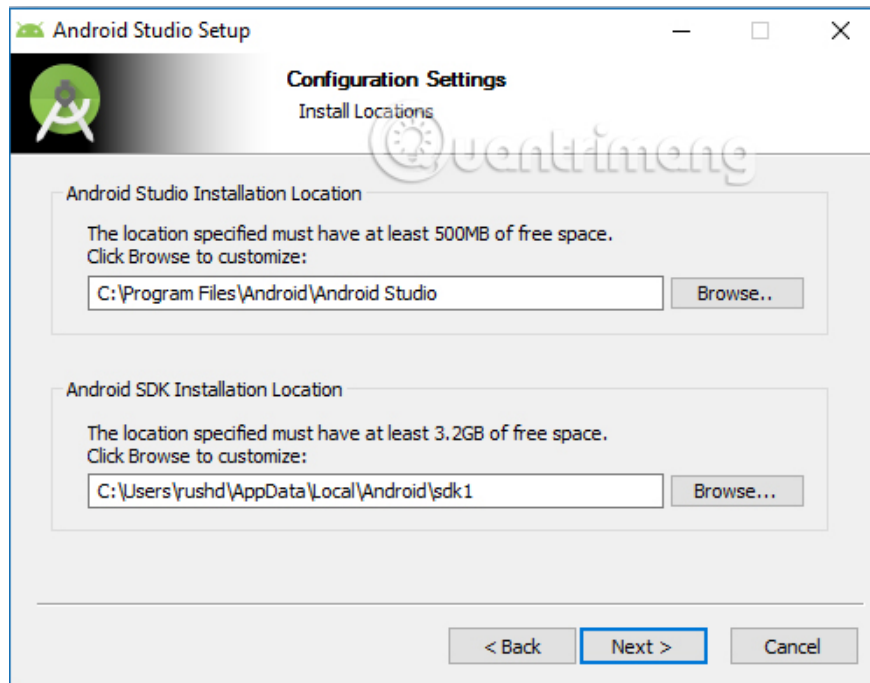 Android Studio Setup
Configuration Settings
Install Locations
Quantrimang
Android Studio Installation Location
The location specified must have at least 500MB of free space.
Click Browse to customize:
C:\Program Files\Android\Android Studio
Browse..
Android SDK Installation Location
The location specified must have at least 3.2GB of free space.
Click Browse to customize:
C:\Users\rushd\AppData\Local\Android\sdk1
Browse...
< Back
Next >
Cancel